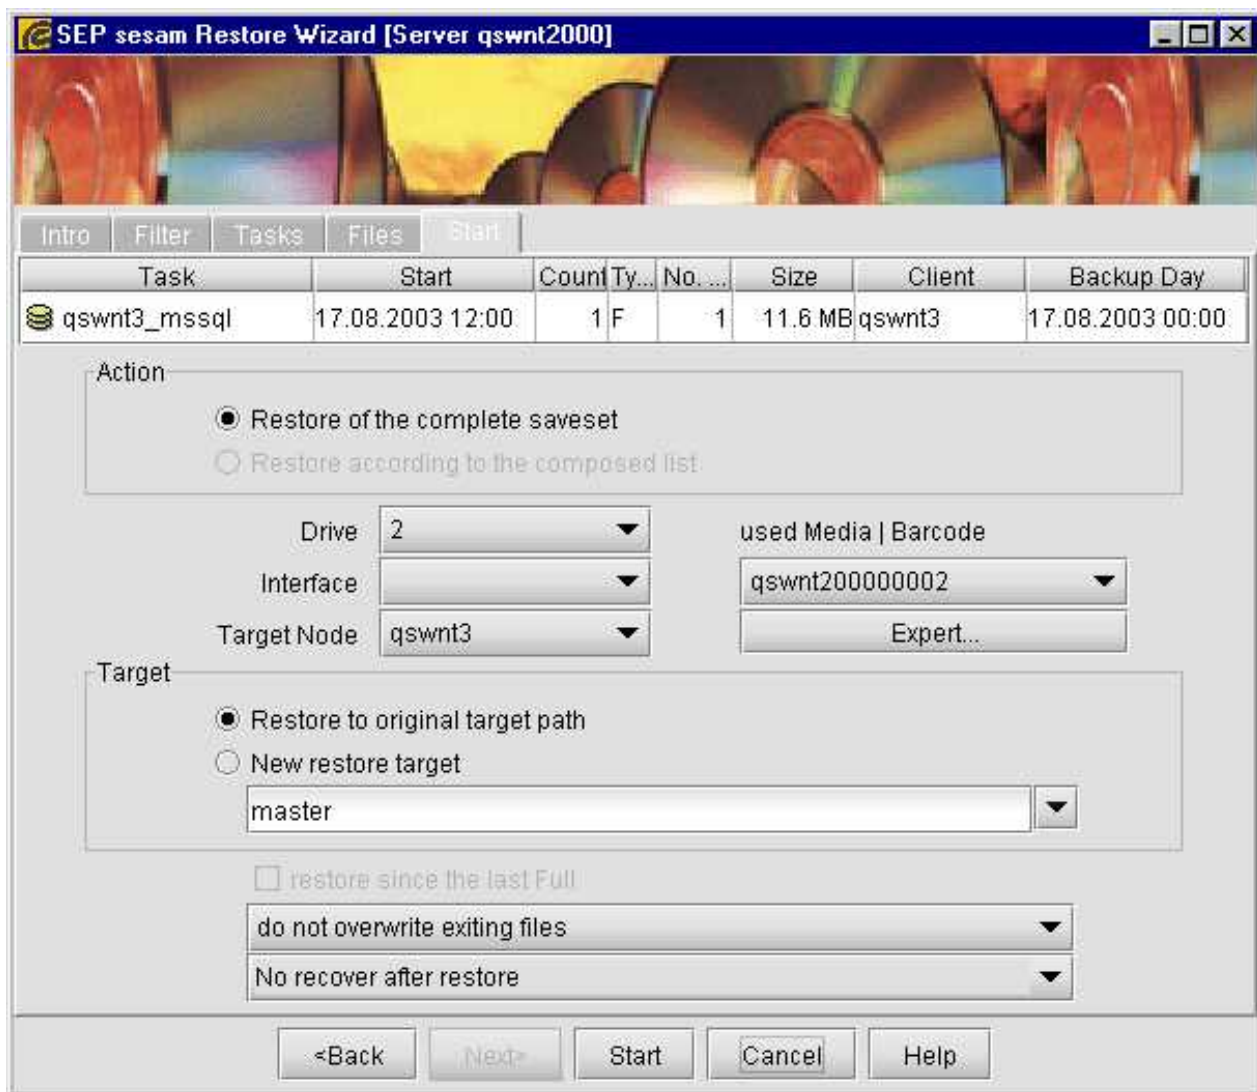 SEP sesam Restore Wizard [Server qswnt2000]
Intro Filter Tasks Files Start
Task Start Count Ty... No. ... Size Client Backup Day
qswnt3_mssql 17.08.2003 12:00 1 F 1 11.6 MB qswnt3 17.08.2003 00:00
Action
Restore of the complete saveset
Restore according to the composed list
Drive 2 used Media | Barcode
Interface qswnt200000002
Target Node qswnt3 Expert...
Target
Restore to original target path
New restore target
master
restore since the last Full
do not overwrite exiting files
No recover after restore
<Back Next> Start Cancel Help